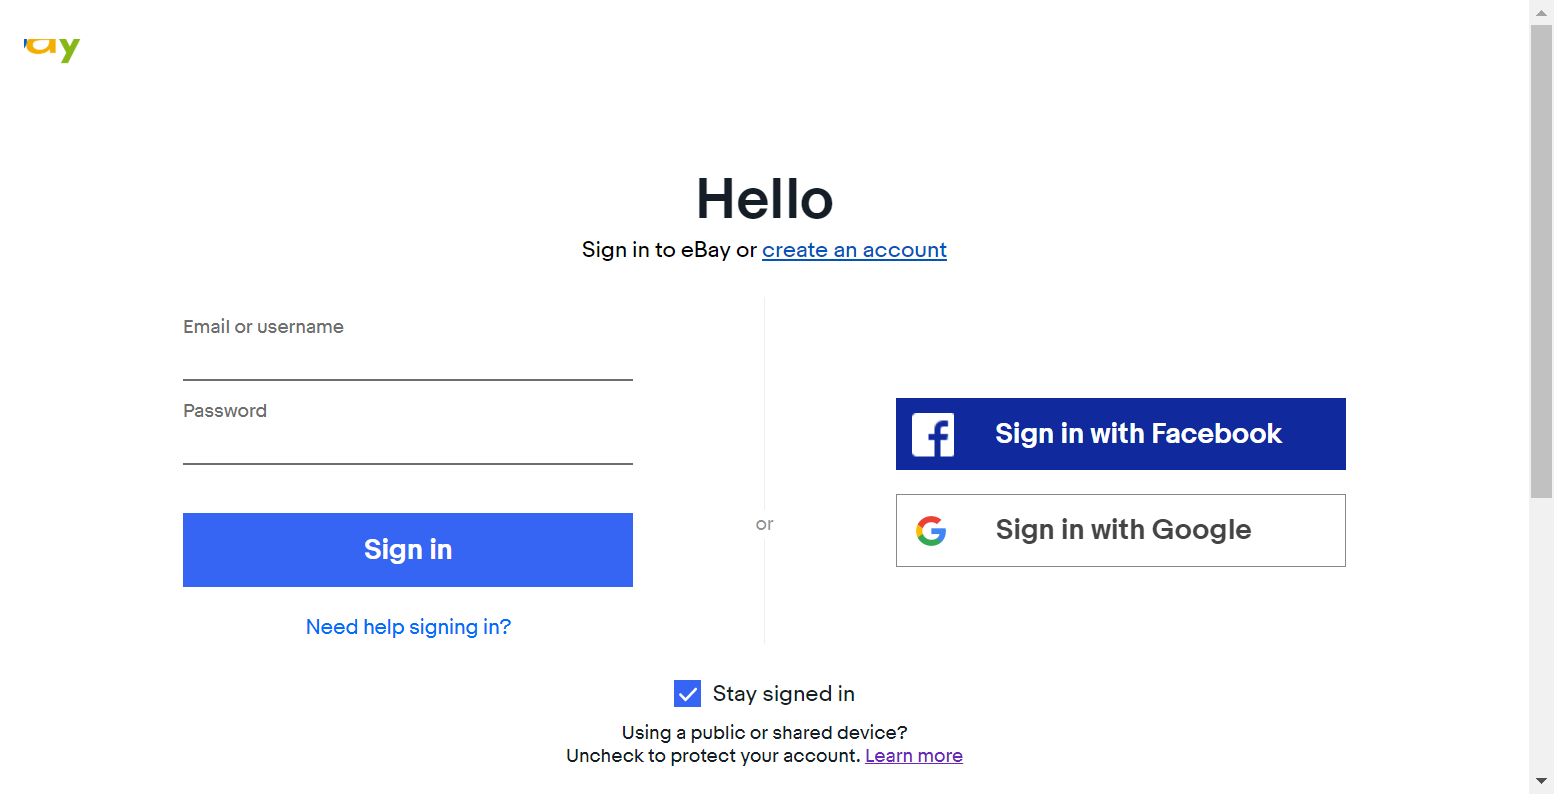 ay
Hello
Sign in to eBay or create an account
Email or username
Password
Sign in
Need help signing in?
or
Sign in with Facebook
Sign in with Google
Stay signed in
Using a public or shared device?
Uncheck to protect your account. Learn more